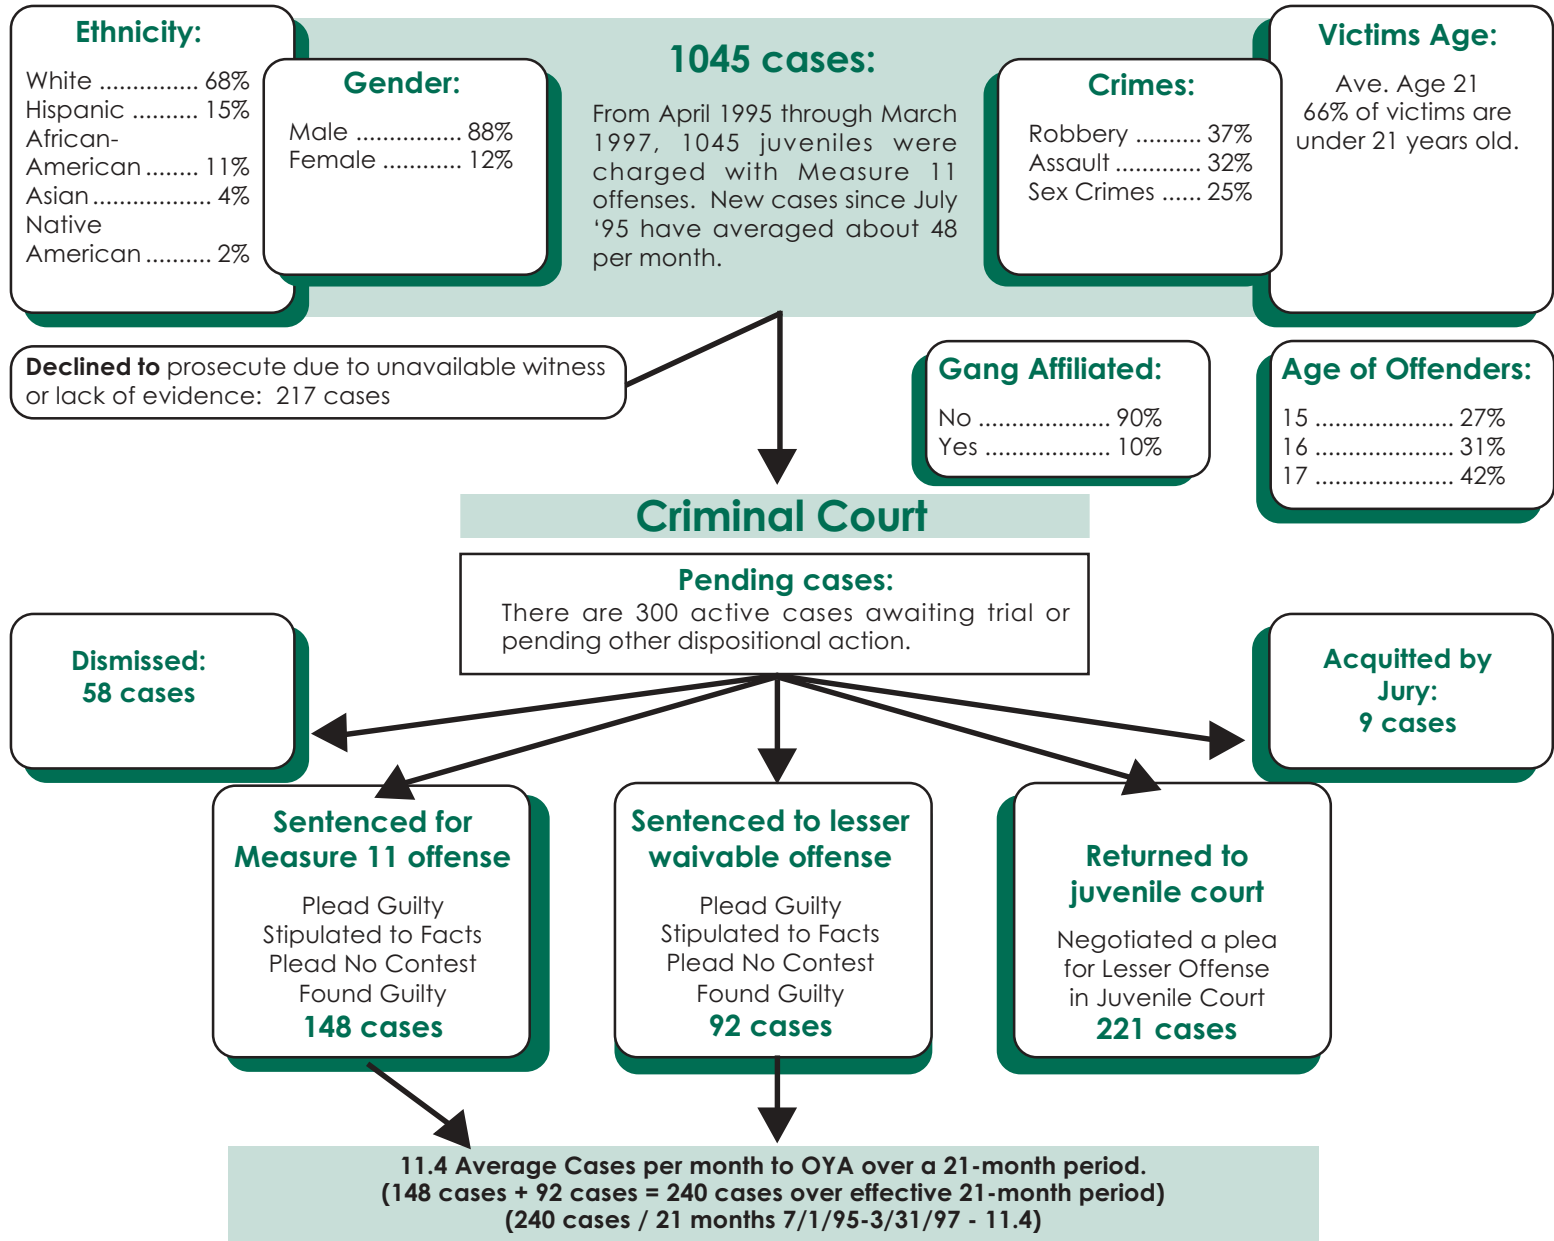 Ethnicity:
White ............... 68%
Hispanic .......... 15%
African-
American ........ 11%
Asian .................. 4%
Native
American .......... 2%
Gender:
Male ................ 88%
Female ............ 12%
1045 cases:
From April 1995 through March
1997, 1045 juveniles were
charged with Measure 11
offenses. New cases since July
‘95 have averaged about 48
per month.
Crimes:
Robbery .......... 37%
Assault ............. 32%
Sex Crimes ...... 25%
Victims Age:
Ave. Age 21
66% of victims are
under 21 years old.
Declined to prosecute due to unavailable witness
or lack of evidence: 217 cases
Gang Affiliated:
No .................... 90%
Yes ................... 10%
Age of Offenders:
15 ..................... 27%
16 ..................... 31%
17 ..................... 42%
Criminal Court
Pending cases:
There are 300 active cases awaiting trial or
pending other dispositional action.
Dismissed:
58 cases
Acquitted by
Jury:
9 cases
Sentenced for
Measure 11 offense
Plead Guilty
Stipulated to Facts
Plead No Contest
Found Guilty
148 cases
Sentenced to lesser
waivable offense
Plead Guilty
Stipulated to Facts
Plead No Contest
Found Guilty
92 cases
Returned to
juvenile court
Negotiated a plea
for Lesser Offense
in Juvenile Court
221 cases
11.4 Average Cases per month to OYA over a 21-month period.
(148 cases + 92 cases = 240 cases over effective 21-month period)
(240 cases / 21 months 7/1/95-3/31/97 - 11.4)